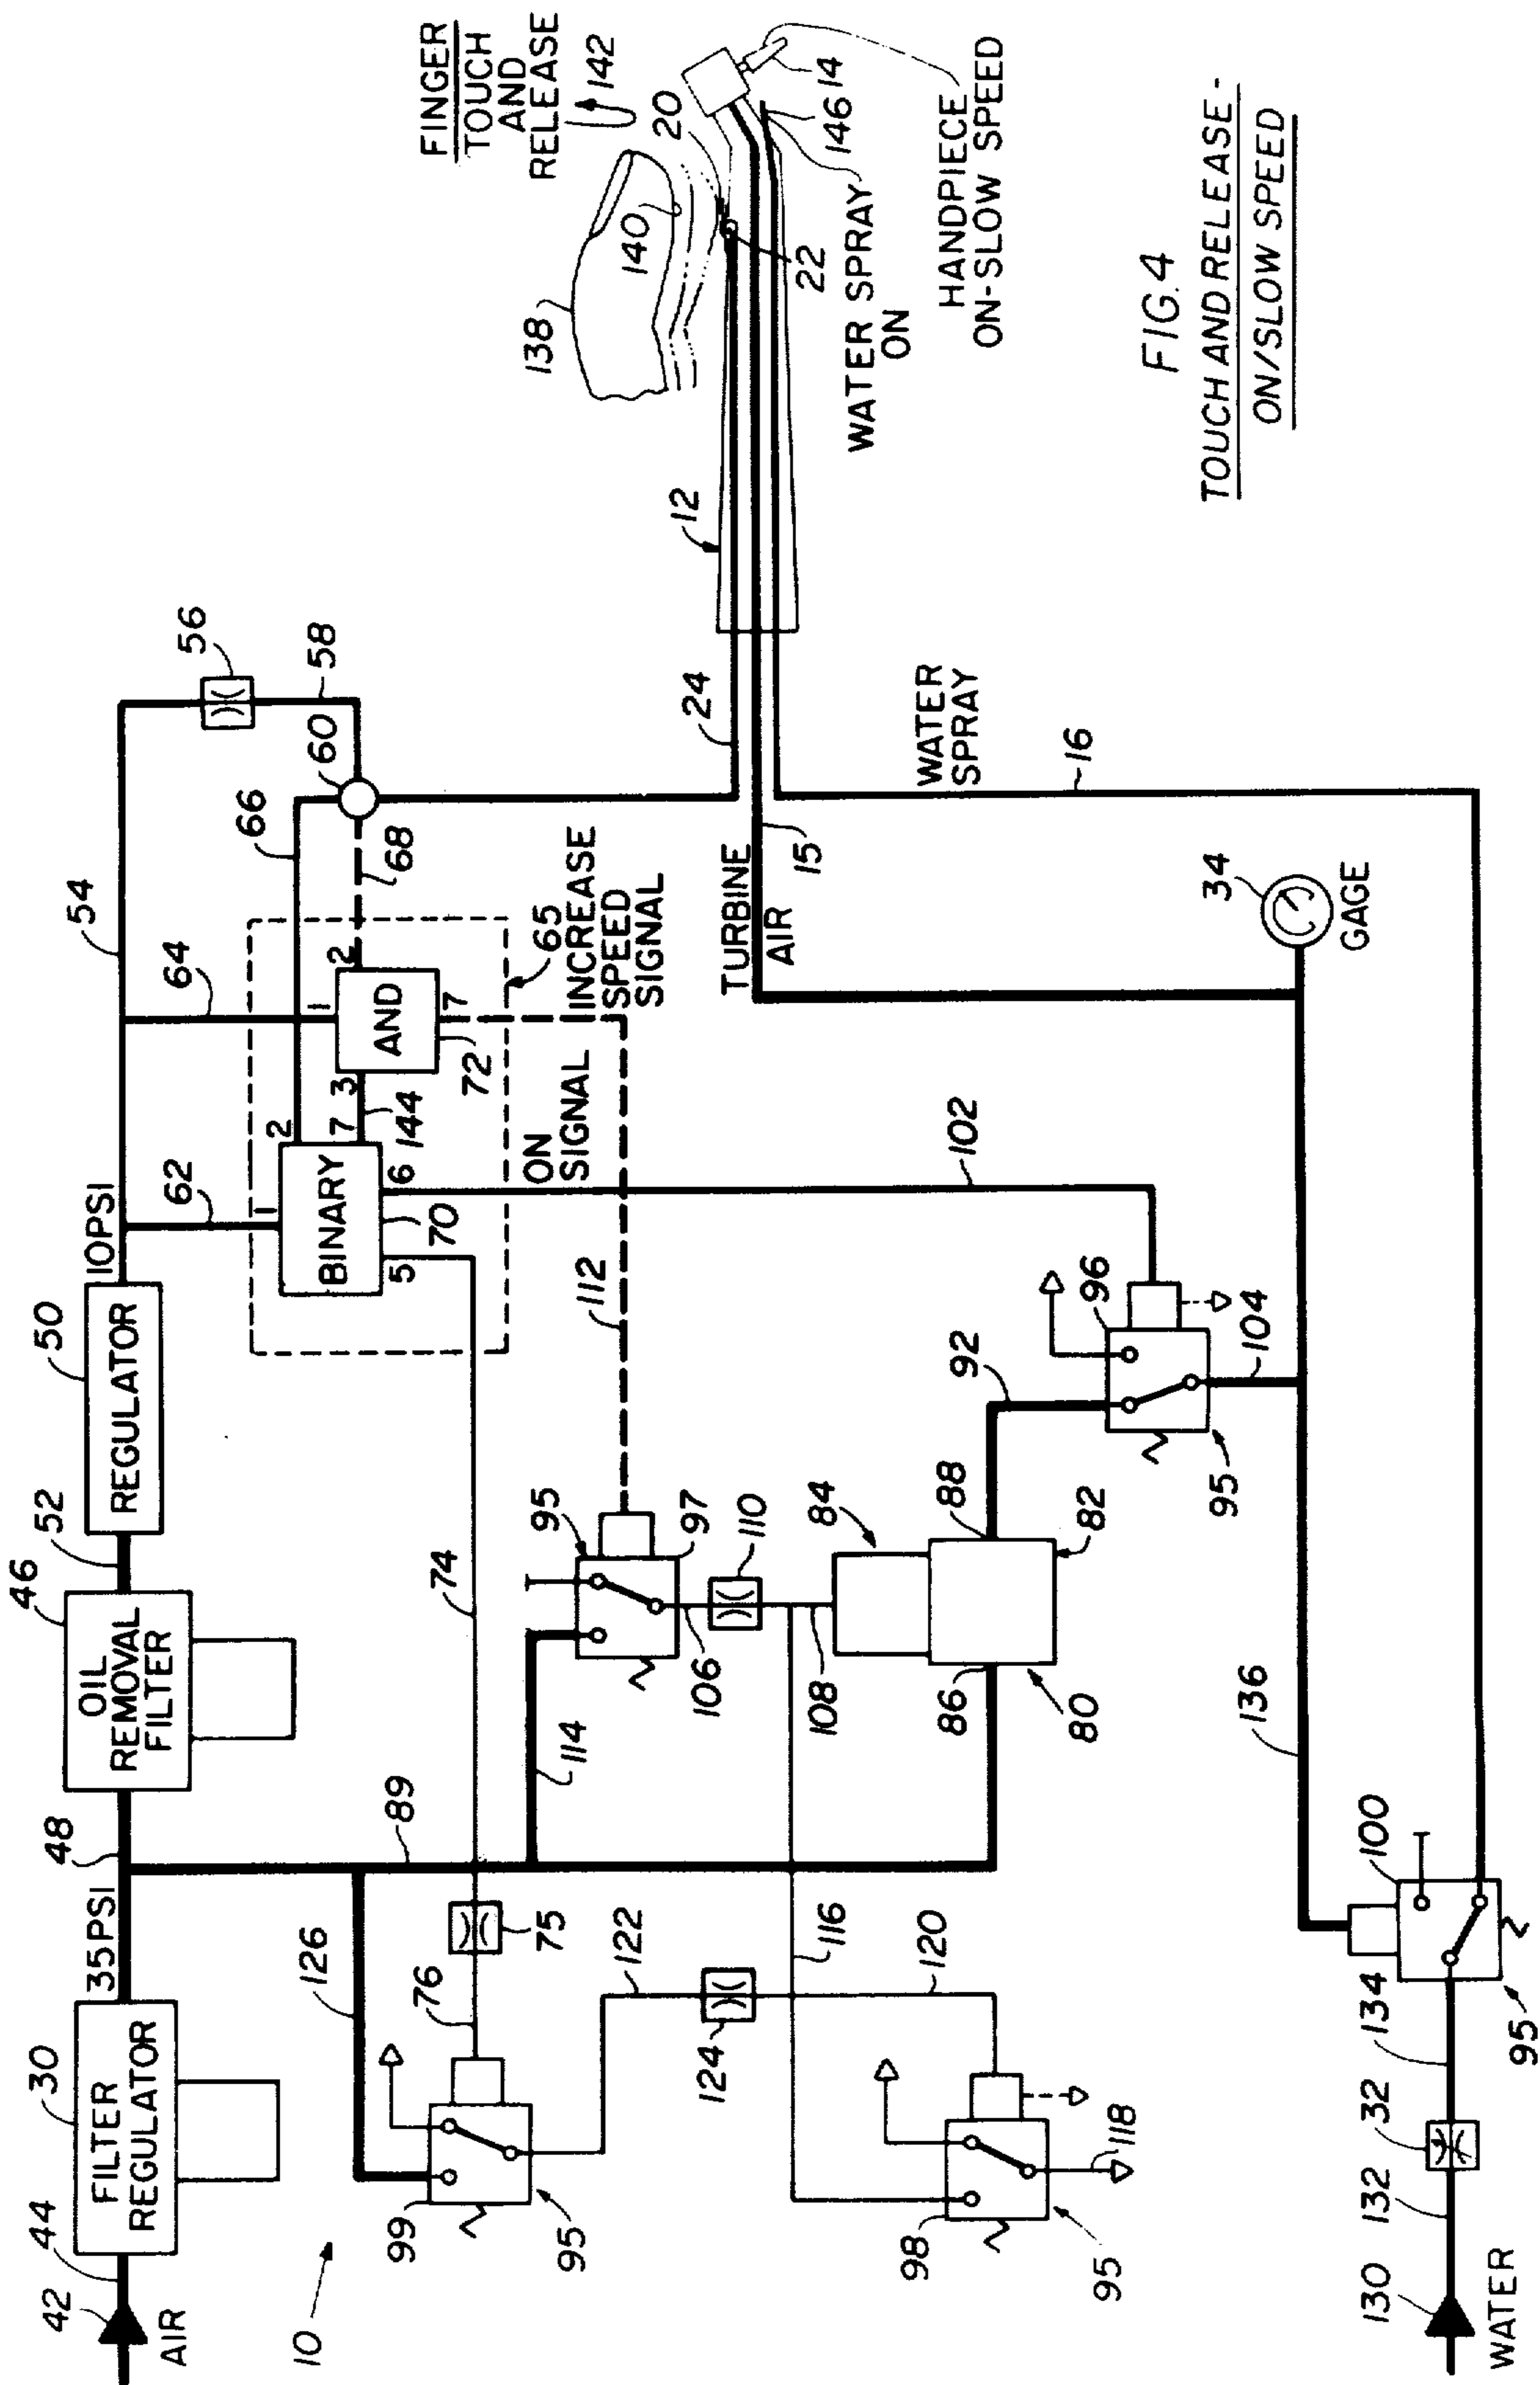 FINGER
TOUCH
AND
RELEASE
142
138
140
20
22
14
146
WATER SPRAY
ON
HANDPIECE
ON-SLOW SPEED
FIG.4
TOUCH AND RELEASE-
ON/SLOW SPEED
12
24
WATER
SPRAY
16
TURBINE
AIR
15
34
GAGE
56
58
60
54
66
68
64
1
2
AND
3
7
72
144
65
INCREASE
SPEED
SIGNAL
ON
SIGNAL
62
1
2
7
BINARY
5
6
70
10PSI
50
REGULATOR
52
46
OIL
REMOVAL
FILTER
48
35PSI
30
FILTER
REGULATOR
44
42
AIR
10
74
112
102
96
92
95
104
95
97
110
106
108
84
88
82
86
80
114
89
126
75
76
99
95
122
124
116
120
98
118
95
136
100
134
95
32
132
130
WATER